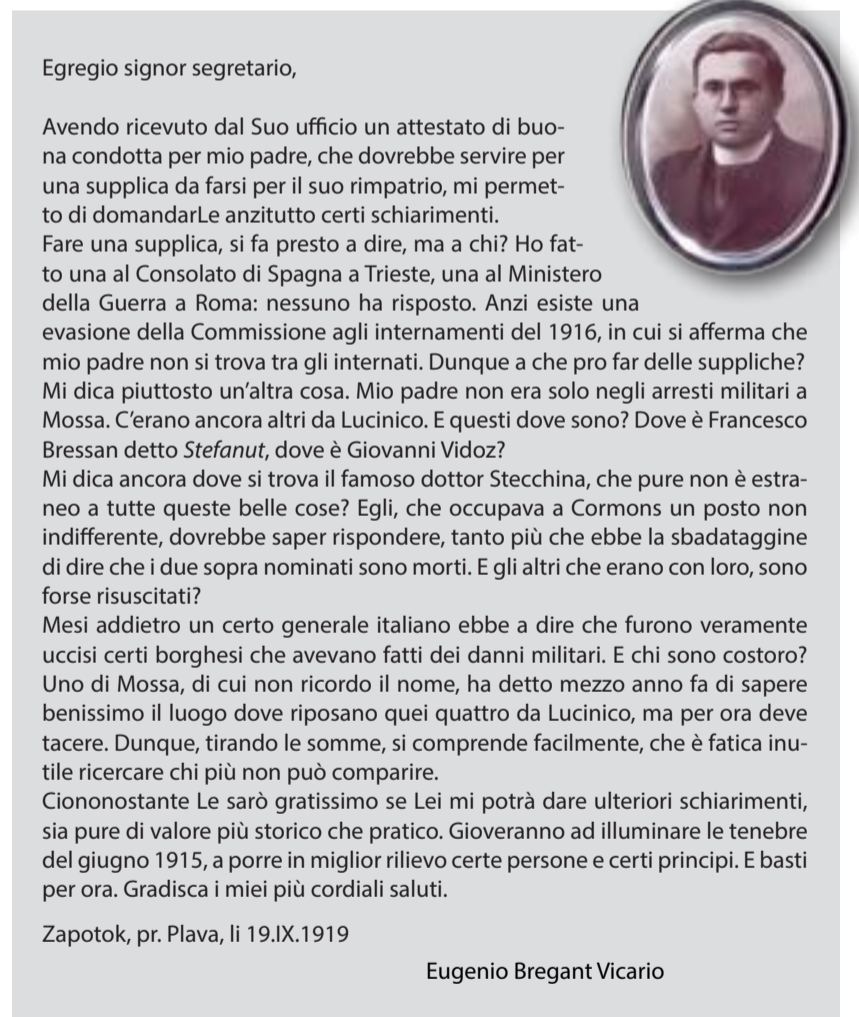 Egregio signor segretario,
Avendo ricevuto dal Suo ufficio un attestato di buo-
na condotta per mio padre, che dovrebbe servire per
una supplica da farsi per il suo rimpatrio, mi permet-
to di domandarLe anzitutto certi schiarimenti.
Fare una supplica, si fa presto a dire, ma a chi? Ho fat-
to una al Consolato di Spagna a Trieste, una al Ministero
della Guerra a Roma: nessuno ha risposto. Anzi esiste una
evasione della Commissione agli internamenti del 1916, in cui si afferma che
mio padre non si trova tra gli internati. Dunque a che pro far delle suppliche?
Mi dica piuttosto un'altra cosa. Mio padre non era solo negli arresti militari a
Mossa. C'erano ancora altri da Lucinico. E questi dove sono? Dove è Francesco
Bressan detto Stefanut, dove è Giovanni Vidoz?
Mi dica ancora dove si trova il famoso dottor Stecchina, che pure non è estra-
neo a tutte queste belle cose? Egli, che occupava a Cormons un posto non
indifferente, dovrebbe saper rispondere, tanto più che ebbe la sbadataggine
di dire che i due sopra nominati sono morti. E gli altri che erano con loro, sono
forse risuscitati?
Mesi addietro un certo generale italiano ebbe a dire che furono veramente
uccisi certi borghesi che avevano fatti dei danni militari. E chi sono costoro?
Uno di Mossa, di cui non ricordo il nome, ha detto mezzo anno fa di sapere
benissimo il luogo dove riposano quei quattro da Lucinico, ma per ora deve
tacere. Dunque, tirando le somme, si comprende facilmente, che è fatica inu-
tile ricercare chi più non può comparire.
Ciononostante Le sarò gratissimo se Lei mi potrà dare ulteriori schiarimenti,
sia pure di valore più storico che pratico. Gioveranno ad illuminare le tenebre
del giugno 1915, a porre in miglior rilievo certe persone e certi principi. E basti
per ora. Gradisca i miei più cordiali saluti.
Zapotok, pr. Plava, li 19.IX.1919
Eugenio Bregant Vicario